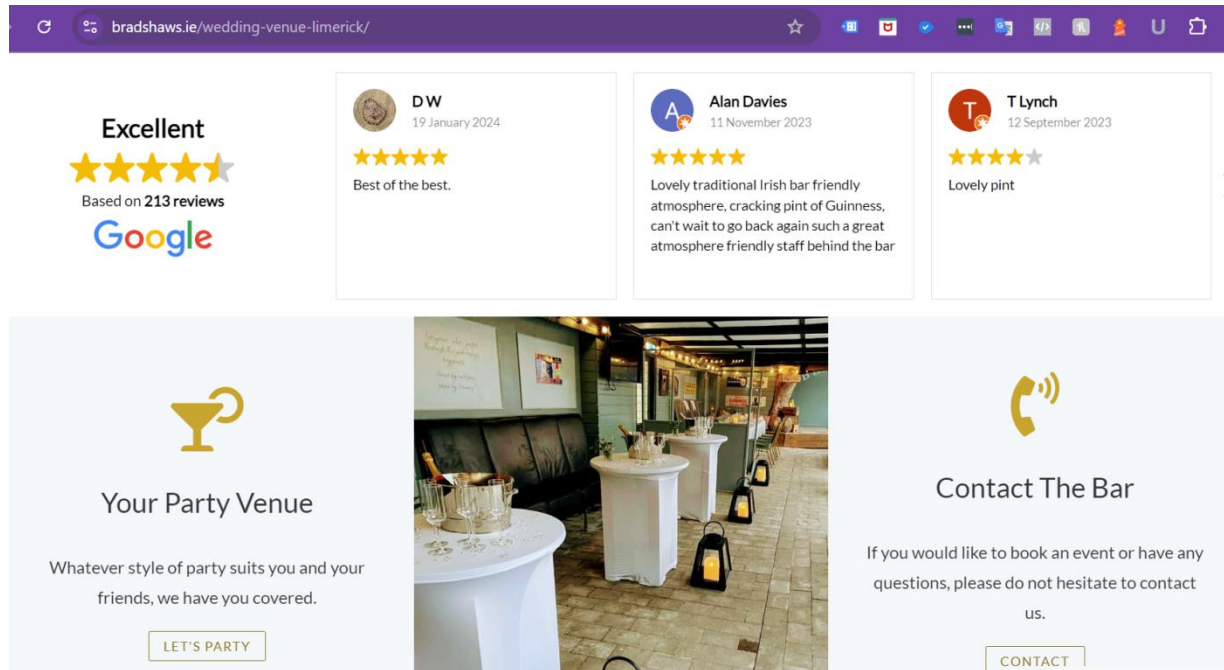 bradshaws.ie/wedding-venue-limerick/
Excellent
Based on 213 reviews
Google
D W
19 January 2024
Best of the best.
A
Alan Davies
11 November 2023
Lovely traditional Irish bar friendly
atmosphere, cracking pint of Guinness,
can't wait to go back again such a great
atmosphere friendly staff behind the bar
T
T Lynch
12 September 2023
Lovely pint
Your Party Venue
Whatever style of party suits you and your
friends, we have you covered.
LET'S PARTY
Contact The Bar
If you would like to book an event or have any
questions, please do not hesitate to contact
us.
CONTACT